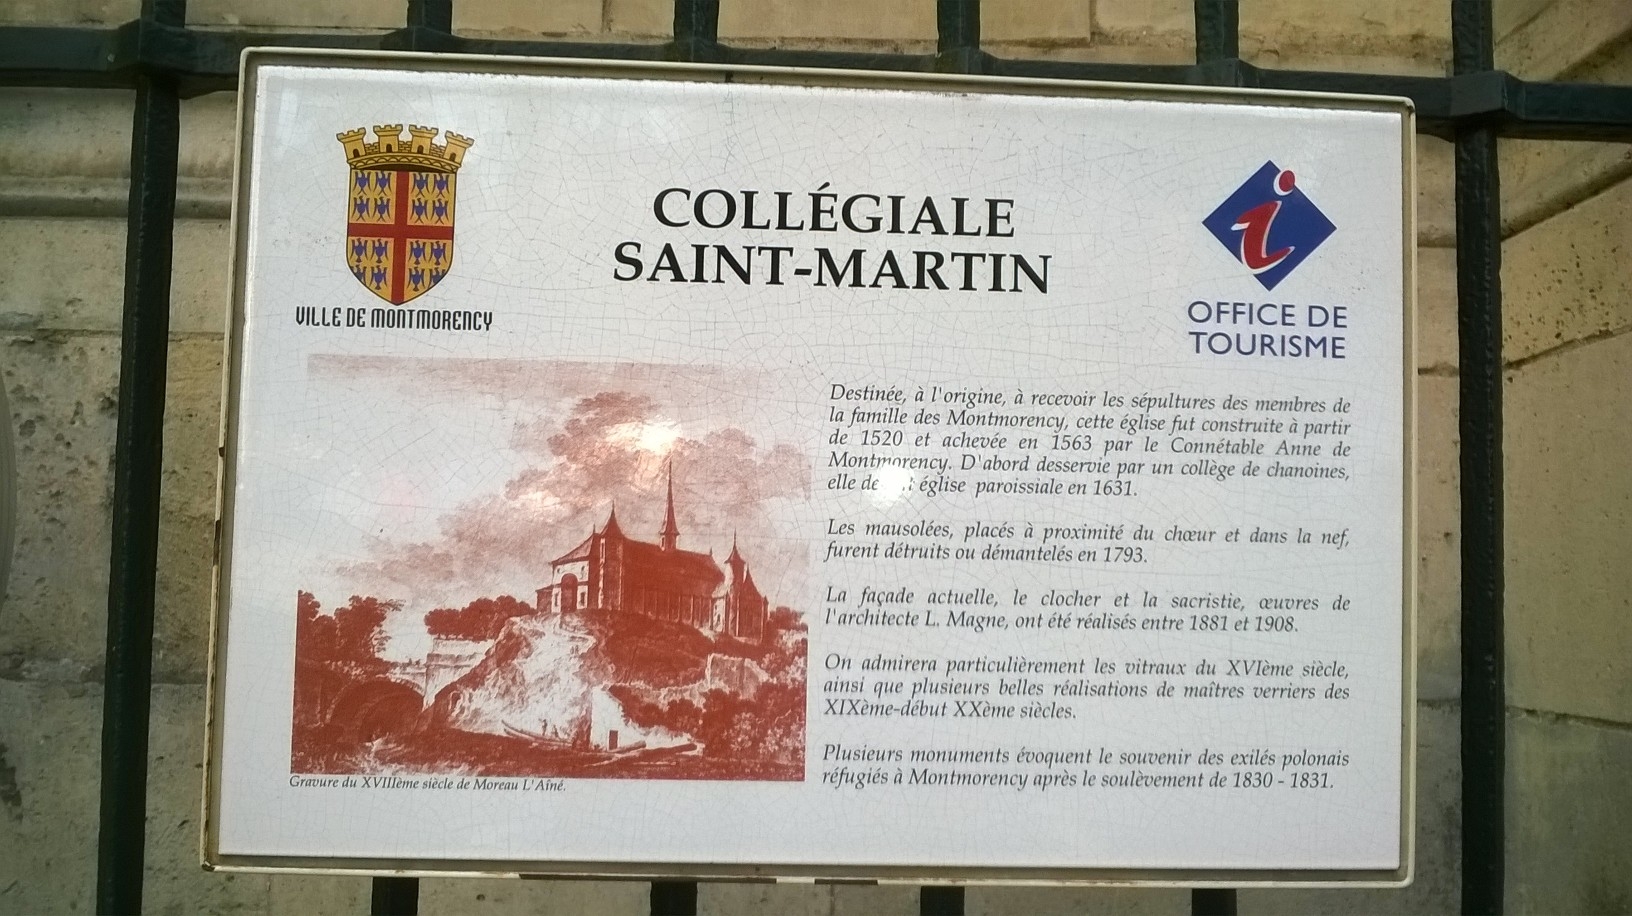 COLLÉGIALE
SAINT-MARTIN
VILLE DE MONTMORENCY
OFFICE DE
TOURISME
Destinée, à l'origine, à recevoir les sépultures des membres de
la famille des Montmorency, cette église fut construite à partir
de 1520 et achevée en 1563 par le Connétable Anne de
Montmorency. D'abord desservie par un collège de chanoines,
elle église paroissiale en 1631.
Les mausolées, placés à proximité du chœur et dans la nef,
furent détruits ou démantelés en 1793.
La façade actuelle, le clocher et la sacristie, œuvres de
l'architecte L. Magne, ont été réalisés entre 1881 et 1908.
On admirera particulièrement les vitraux du XVIème siècle,
ainsi que plusieurs belles réalisations de maîtres verriers des
XIXème-début XXème siècles.
Plusieurs monuments évoquent le souvenir des exilés polonais
réfugiés à Montmorency après le soulèvement de 1830 - 1831.
Gravure du XVIIIème siècle de Moreau L'Aîné.